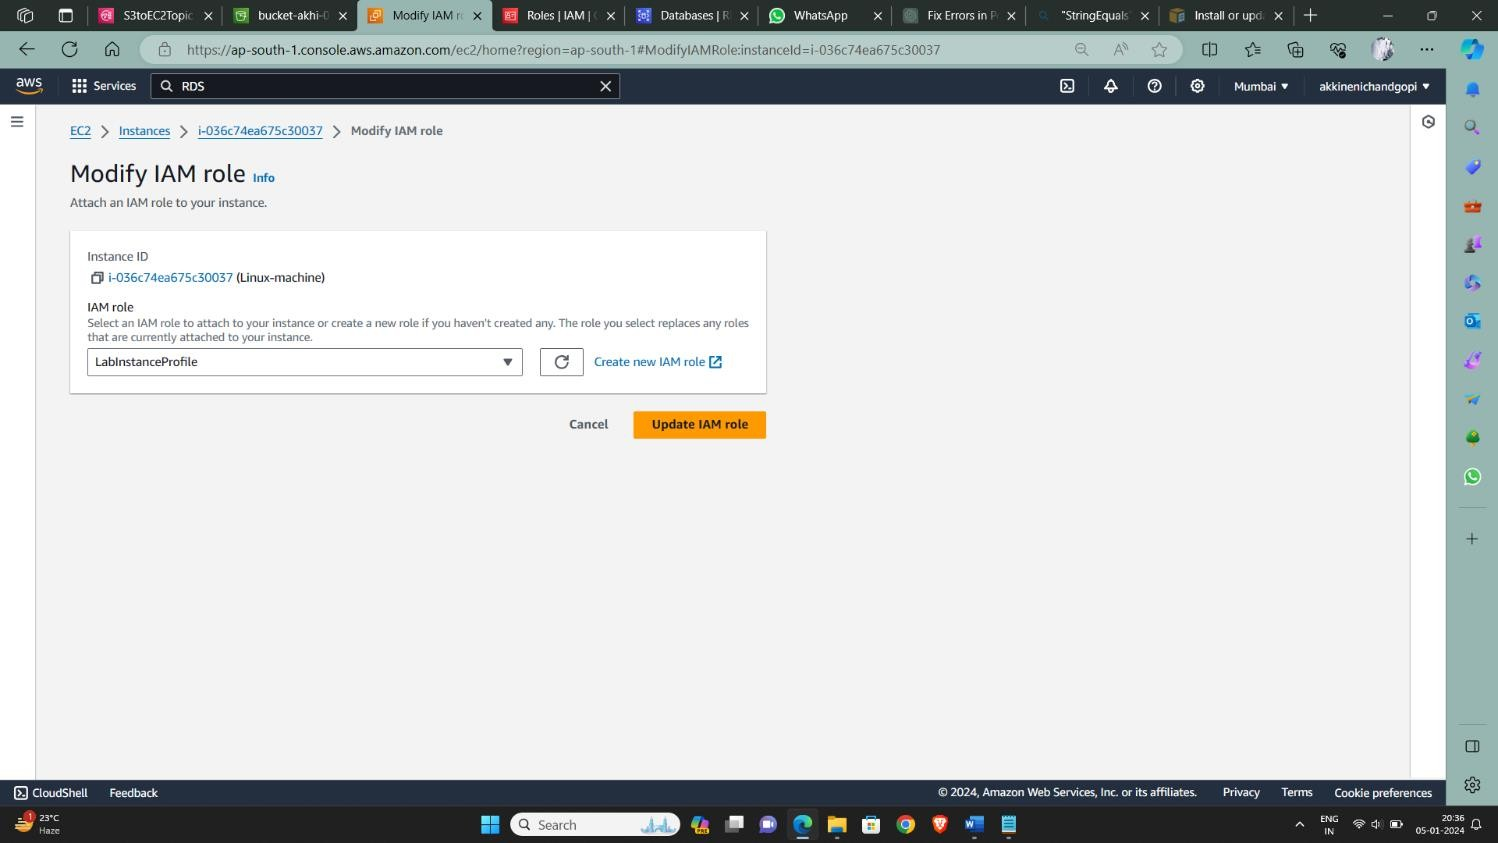 S3toEC2Topic
bucket-akhi-0
Modify IAM ro
Roles | IAM |
Databases | R
WhatsApp
Fix Errors in P
"StringEquals"
Install or upda
https://ap-south-1.console.aws.amazon.com/ec2/home?region=ap-south-1#ModifyIAMRole:instanceId=i-036c74ea675c30037
aws
Services
RDS
Mumbai
akkinenichandgopi
EC2 > Instances > i-036c74ea675c30037 > Modify IAM role
Modify IAM role Info
Attach an IAM role to your instance.
Instance ID
i-036c74ea675c30037 (Linux-machine)
IAM role
Select an IAM role to attach to your instance or create a new role if you haven't created any. The role you select replaces any roles
that are currently attached to your instance.
LabInstanceProfile
Create new IAM role
Cancel
Update IAM role
CloudShell
Feedback
© 2024, Amazon Web Services, Inc. or its affiliates.
Privacy
Terms
Cookie preferences
1
23°C
Haze
Search
PRE
ENG
IN
20:36
05-01-2024